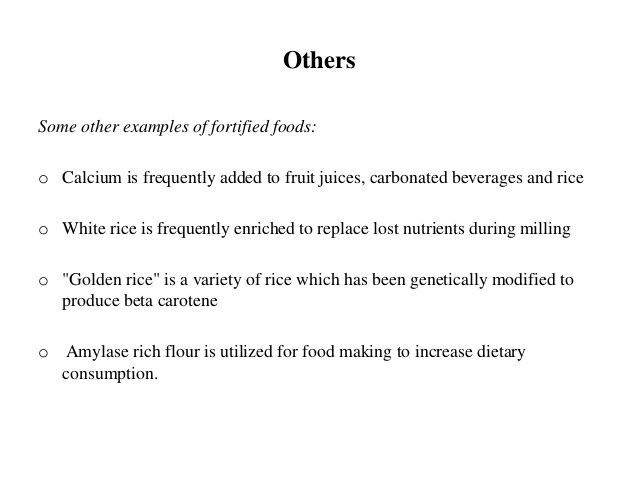 Others
Some other examples of fortified foods:
o Calcium is frequently added to fruit juices, carbonated beverages and rice
o White rice is frequently enriched to replace lost nutrients during milling
o "Golden rice" is a variety of rice which has been genetically modified to
produce beta carotene
o Amylase rich flour is utilized for food making to increase dietary
consumption.